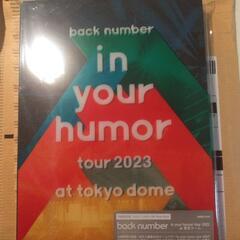 back number
in
your
humor
tour 2023
at tokyo dome
back number